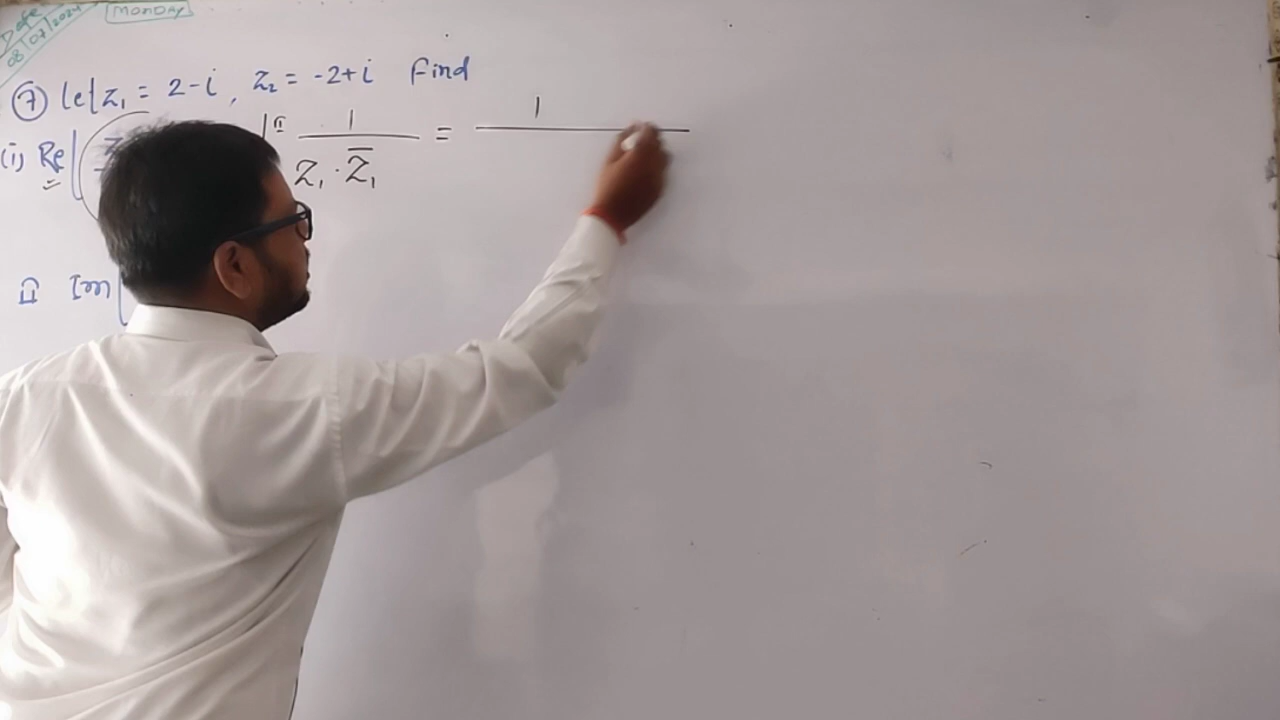 Date
08/07/2024
MONDAY
⑦ let z₁ = 2-i , z₂ = -2+i find
(i) Re
II 1/(z₁·z̄₁) = 1
II Im